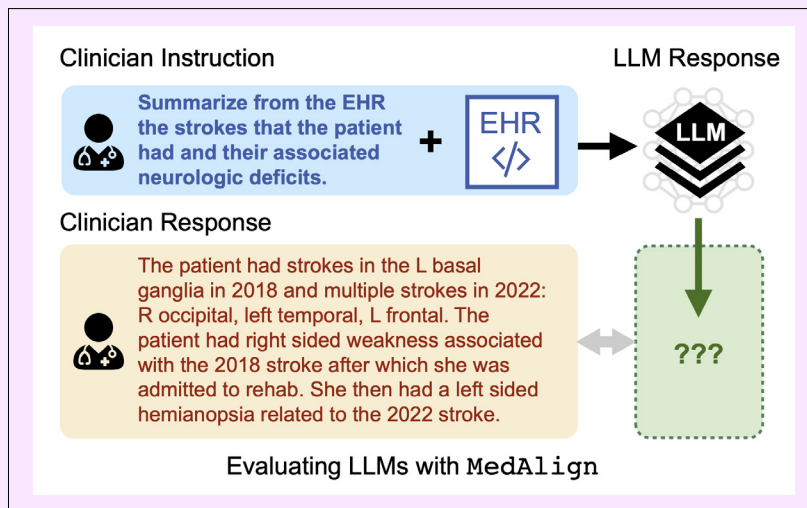 Clinician Instruction
LLM Response
Summarize from the EHR
the strokes that the patient
had and their associated
neurologic deficits.
+
EHR
</>
LLM
Clinician Response
The patient had strokes in the L basal
ganglia in 2018 and multiple strokes in 2022:
R occipital, left temporal, L frontal. The
patient had right sided weakness associated
with the 2018 stroke after which she was
admitted to rehab. She then had a left sided
hemianopsia related to the 2022 stroke.
???
Evaluating LLMs with MedAlign